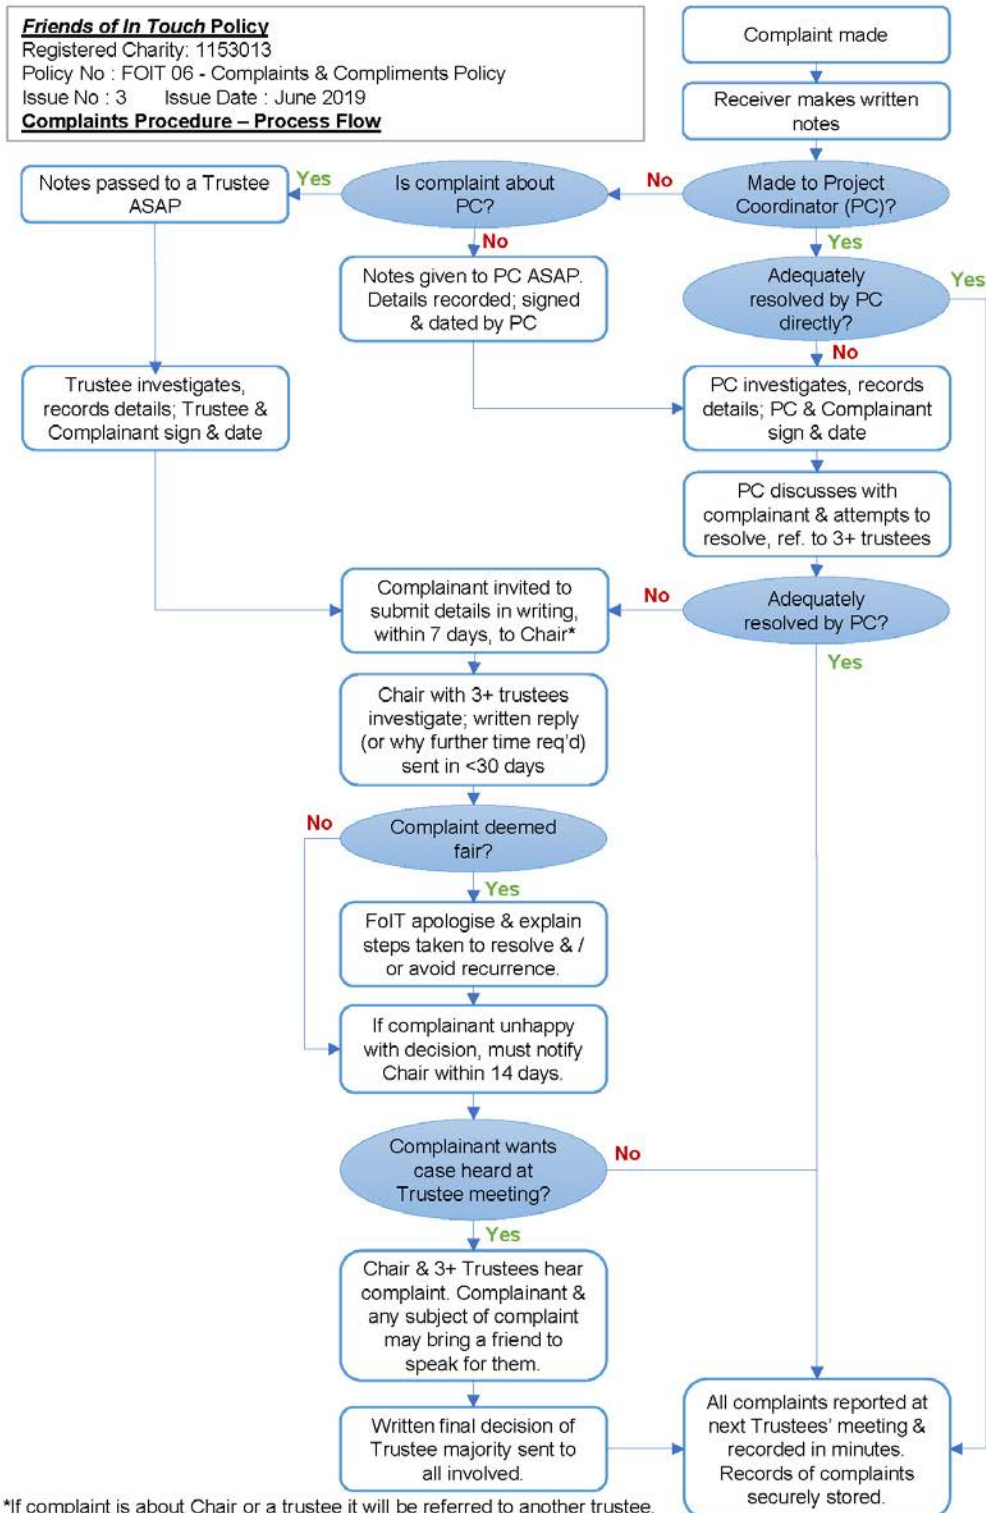 Friends of In Touch Policy
Registered Charity: 1153013
Policy No : FOIT 06 - Complaints & Compliments Policy
Issue No : 3 Issue Date : June 2019
Complaints Procedure – Process Flow
Complaint made
Receiver makes written
notes
Made to Project
Coordinator (PC)?
No
Is complaint about
PC?
Yes
Notes passed to a Trustee
ASAP
No
Notes given to PC ASAP.
Details recorded; signed
& dated by PC
Yes
Adequately
resolved by PC
directly?
Yes
No
Trustee investigates,
records details; Trustee &
Complainant sign & date
PC investigates, records
details; PC & Complainant
sign & date
PC discusses with
complainant & attempts to
resolve, ref. to 3+ trustees
Adequately
resolved by PC?
No
Yes
Complainant invited to
submit details in writing,
within 7 days, to Chair*
Chair with 3+ trustees
investigate; written reply
(or why further time req'd)
sent in <30 days
Complaint deemed
fair?
No
Yes
FoIT apologise & explain
steps taken to resolve & /
or avoid recurrence.
If complainant unhappy
with decision, must notify
Chair within 14 days.
Complainant wants
case heard at
Trustee meeting?
No
Yes
Chair & 3+ Trustees hear
complaint. Complainant &
any subject of complaint
may bring a friend to
speak for them.
Written final decision of
Trustee majority sent to
all involved.
All complaints reported at
next Trustees' meeting &
recorded in minutes.
Records of complaints
securely stored.
*If complaint is about Chair or a trustee it will be referred to another trustee.